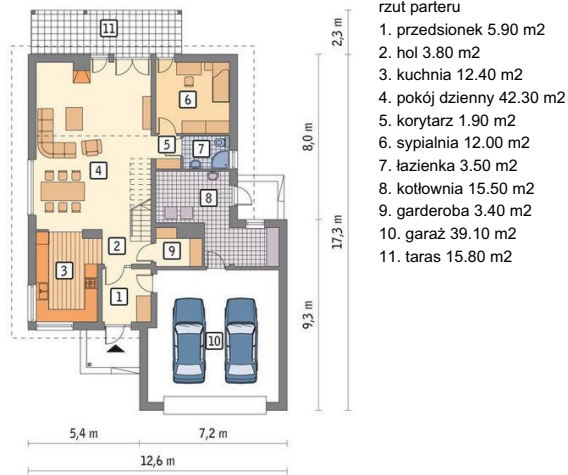 rzut parteru
1. przedsionek 5.90 m2
2. hol 3.80 m2
3. kuchnia 12.40 m2
4. pokój dzienny 42.30 m2
5. korytarz 1.90 m2
6. sypialnia 12.00 m2
7. łazienka 3.50 m2
8. kotłownia 15.50 m2
9. garderoba 3.40 m2
10. garaż 39.10 m2
11. taras 15.80 m2
11
2,3 m
6
8,0 m
5
7
4
8
17,3 m
2
9
3
1
9,3 m
10
5,4 m
7,2 m
12,6 m